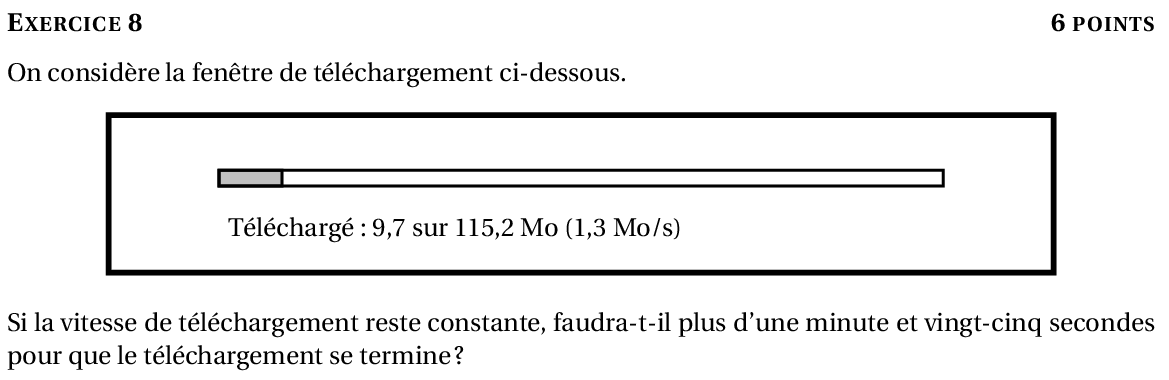 EXERCICE 8 6 POINTS
On considère la fenêtre de téléchargement ci-dessous.
Téléchargé : 9,7 sur 115,2 Mo (1,3 Mo/s)
Si la vitesse de téléchargement reste constante, faudra-t-il plus d'une minute et vingt-cinq secondes
pour que le téléchargement se termine?